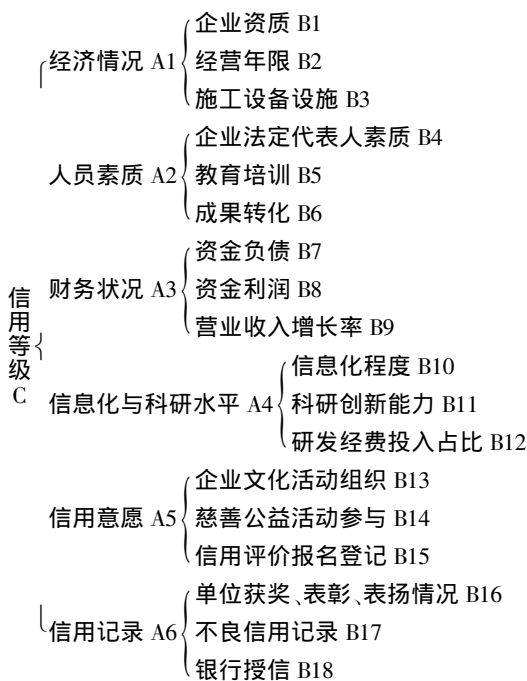 信用等级 C
经济情况 A1
企业资质 B1
经营年限 B2
施工设备设施 B3
人员素质 A2
企业法定代表人素质 B4
教育培训 B5
成果转化 B6
财务状况 A3
资金负债 B7
资金利润 B8
营业收入增长率 B9
信息化与科研水平 A4
信息化程度 B10
科研创新能力 B11
研发经费投入占比 B12
信用意愿 A5
企业文化活动组织 B13
慈善公益活动参与 B14
信用评价报名登记 B15
信用记录 A6
单位获奖、表彰、表扬情况 B16
不良信用记录 B17
银行授信 B18